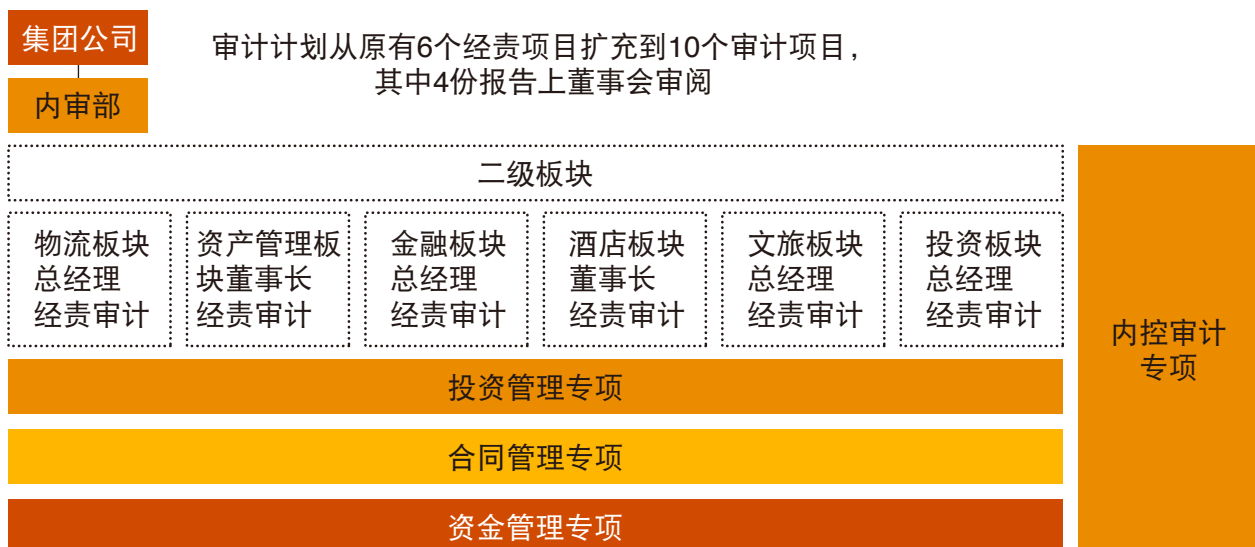 集团公司
内审部
审计计划从原有6个经责项目扩充到10个审计项目，
其中4份报告上董事会审阅
二级板块
物流板块
总经理
经责审计
资产管理板
块董事长
经责审计
金融板块
总经理
经责审计
酒店板块
董事长
经责审计
文旅板块
总经理
经责审计
投资板块
总经理
经责审计
投资管理专项
合同管理专项
资金管理专项
内控审计
专项